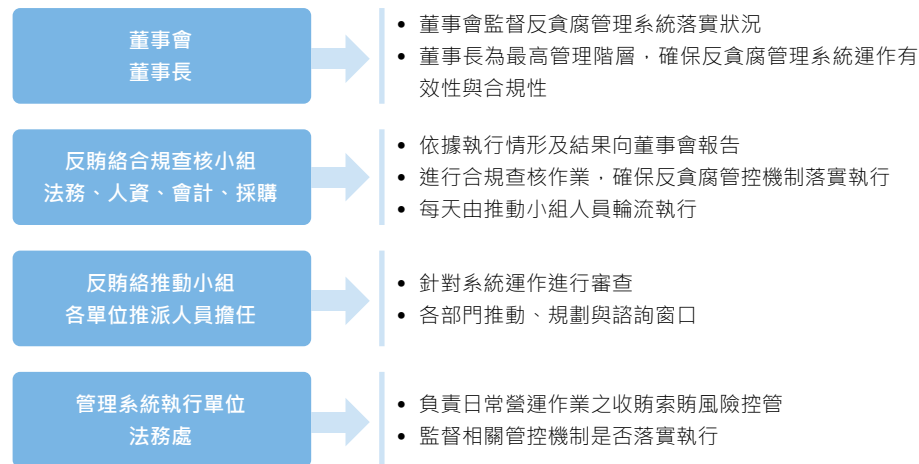 董事會
董事長
• 董事會監督反貪腐管理系統落實狀況
• 董事長為最高管理階層，確保反貪腐管理系統運作有
效性與合規性
反賄絡合規查核小組
法務、人資、會計、採購
• 依據執行情形及結果向董事會報告
• 進行合規查核作業，確保反貪腐管控機制落實執行
• 每天由推動小組人員輪流執行
反賄絡推動小組
各單位推派人員擔任
• 針對系統運作進行審查
• 各部門推動、規劃與諮詢窗口
管理系統執行單位
法務處
• 負責日常營運作業之收賄索賄風險控管
• 監督相關管控機制是否落實執行